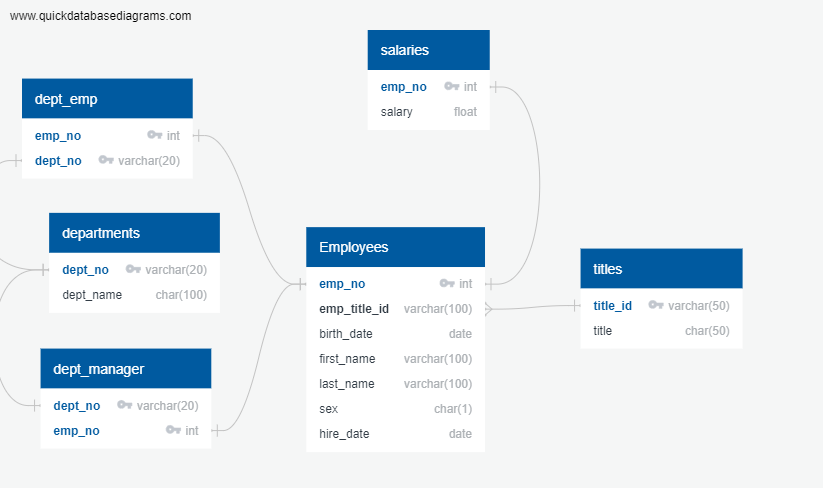 www.quickdatabasediagrams.com
salaries
emp_no int
salary float
dept_emp
emp_no int
dept_no varchar(20)
departments
dept_no varchar(20)
dept_name char(100)
Employees
emp_no int
emp_title_id varchar(100)
birth_date date
first_name varchar(100)
last_name varchar(100)
sex char(1)
hire_date date
titles
title_id varchar(50)
title char(50)
dept_manager
dept_no varchar(20)
emp_no int